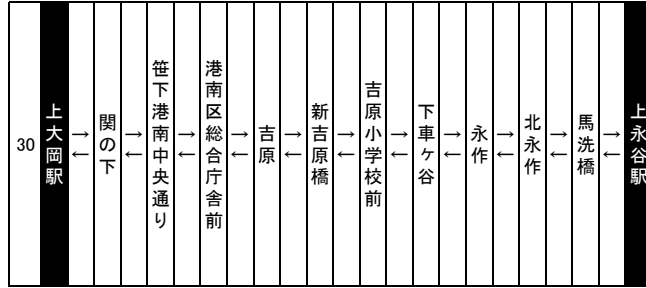 30
上大岡駅
→
←
関の下
→
←
笹下港南中央通り
→
←
港南区総合庁舎前
→
←
吉原
→
←
新吉原橋
→
←
吉原小学校前
→
←
下車ヶ谷
→
←
永作
→
←
北永作
→
←
馬洗橋
→
←
上永谷駅